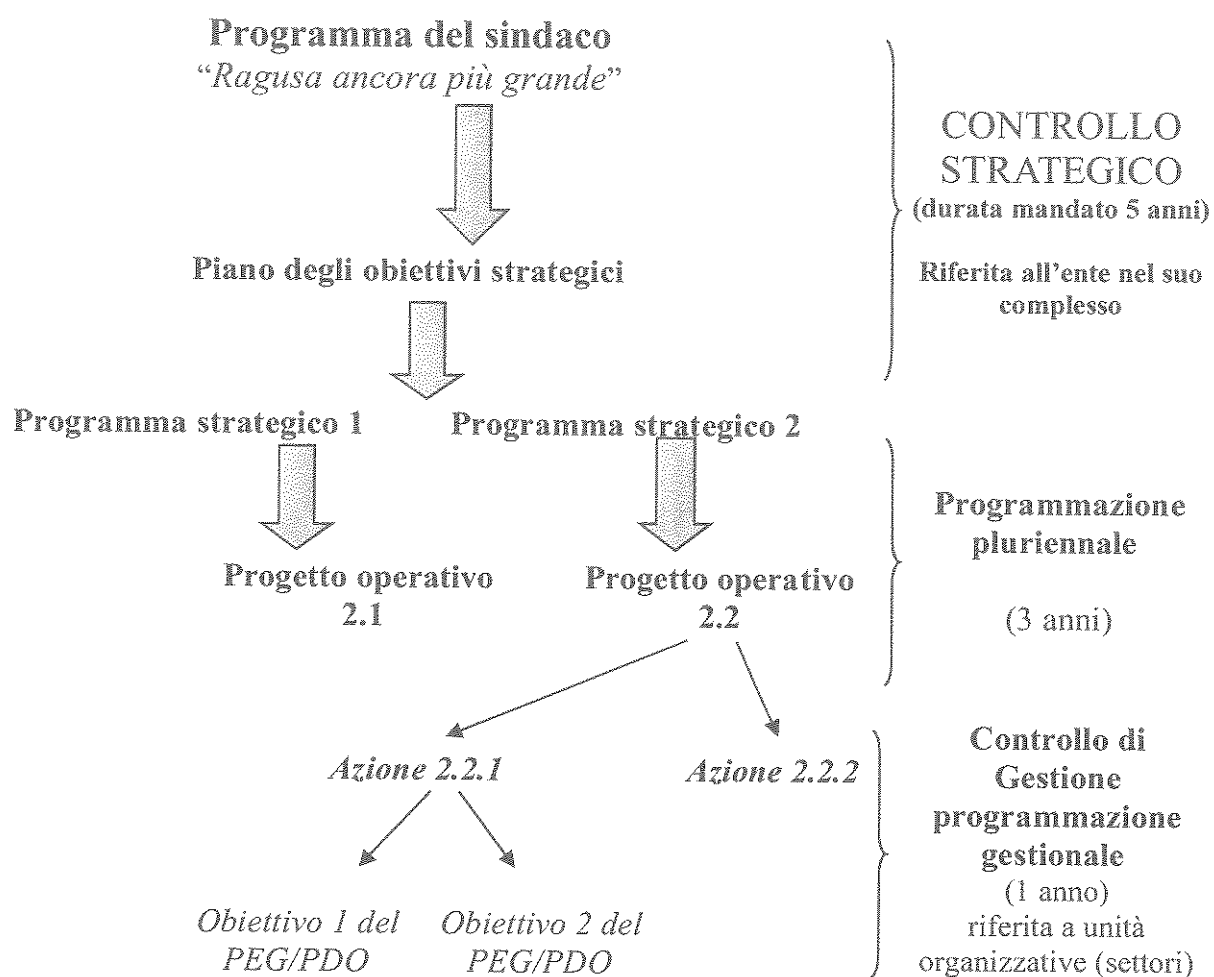 Programma del sindaco
“Ragusa ancora più grande”
CONTROLLO
STRATEGICO
(durata mandato 5 anni)
Riferita all’ente nel suo
complesso
Piano degli obiettivi strategici
Programma strategico 1
Programma strategico 2
Programmazione
pluriennale
(3 anni)
Progetto operativo
2.1
Progetto operativo
2.2
Azione 2.2.1
Azione 2.2.2
Controllo di
Gestione
programmazione
gestionale
(1 anno)
riferita a unità
organizzative (settori)
Obiettivo 1 del
PEG/PDO
Obiettivo 2 del
PEG/PDO